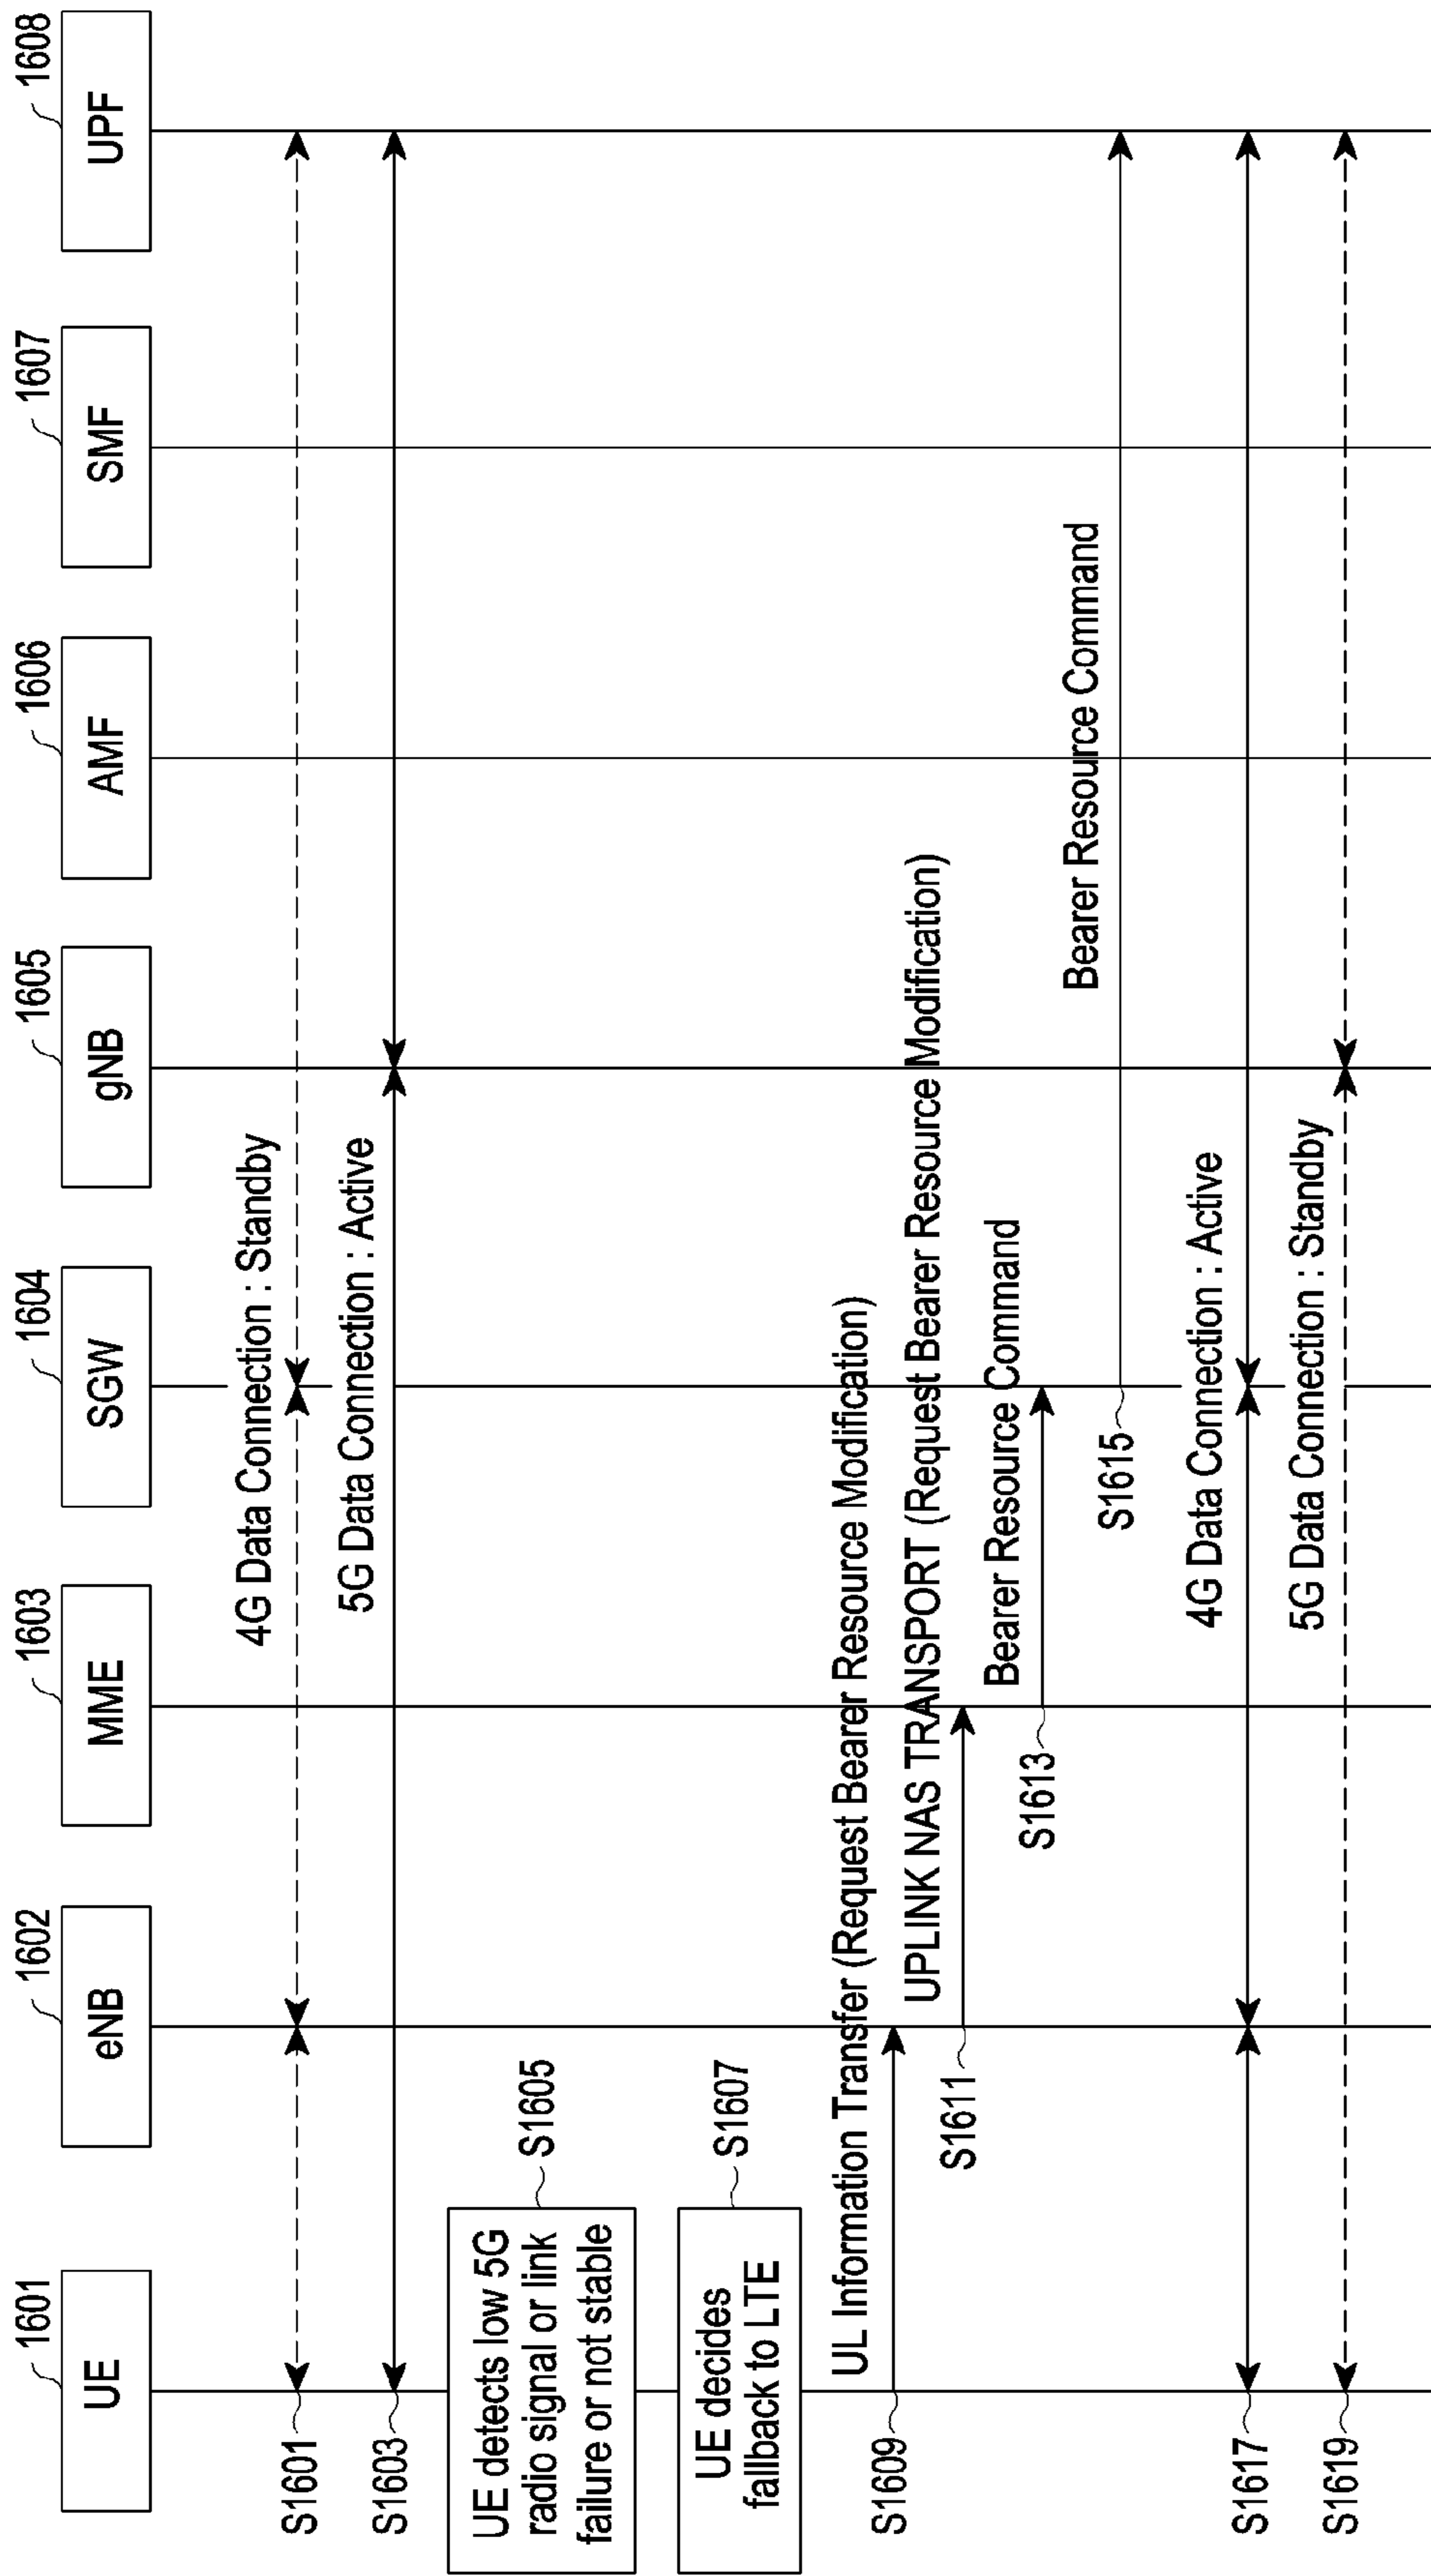 1601
1602
1603
1604
1605
1606
1607
1608
UE
eNB
MME
SGW
gNB
AMF
SMF
UPF
4G Data Connection : Standby
S1601
5G Data Connection : Active
S1603
UE detects low 5G
radio signal or link
failure or not stable
S1605
UE decides
fallback to LTE
S1607
UL Information Transfer (Request Bearer Resource Modification)
S1609
UPLINK NAS TRANSPORT (Request Bearer Resource Modification)
S1611
Bearer Resource Command
S1613
Bearer Resource Command
S1615
4G Data Connection : Active
S1617
5G Data Connection : Standby
S1619